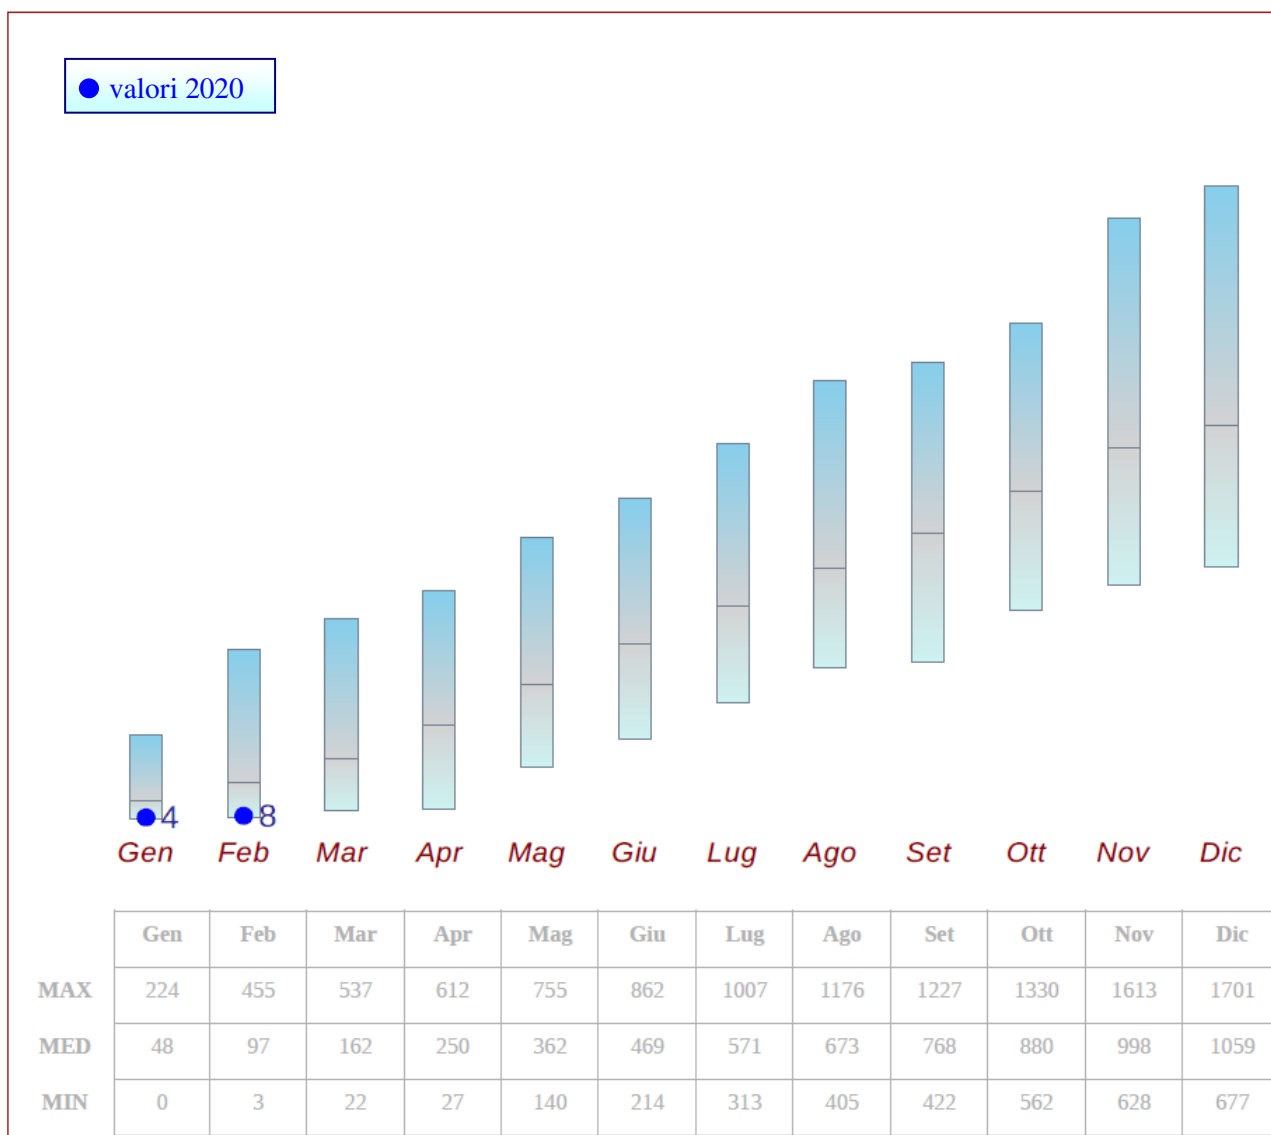 valori 2020
4 8
Gen Feb Mar Apr Mag Giu Lug Ago Set Ott Nov Dic
Gen Feb Mar Apr Mag Giu Lug Ago Set Ott Nov Dic
MAX 224 455 537 612 755 862 1007 1176 1227 1330 1613 1701
MED 48 97 162 250 362 469 571 673 768 880 998 1059
MIN 0 3 22 27 140 214 313 405 422 562 628 677